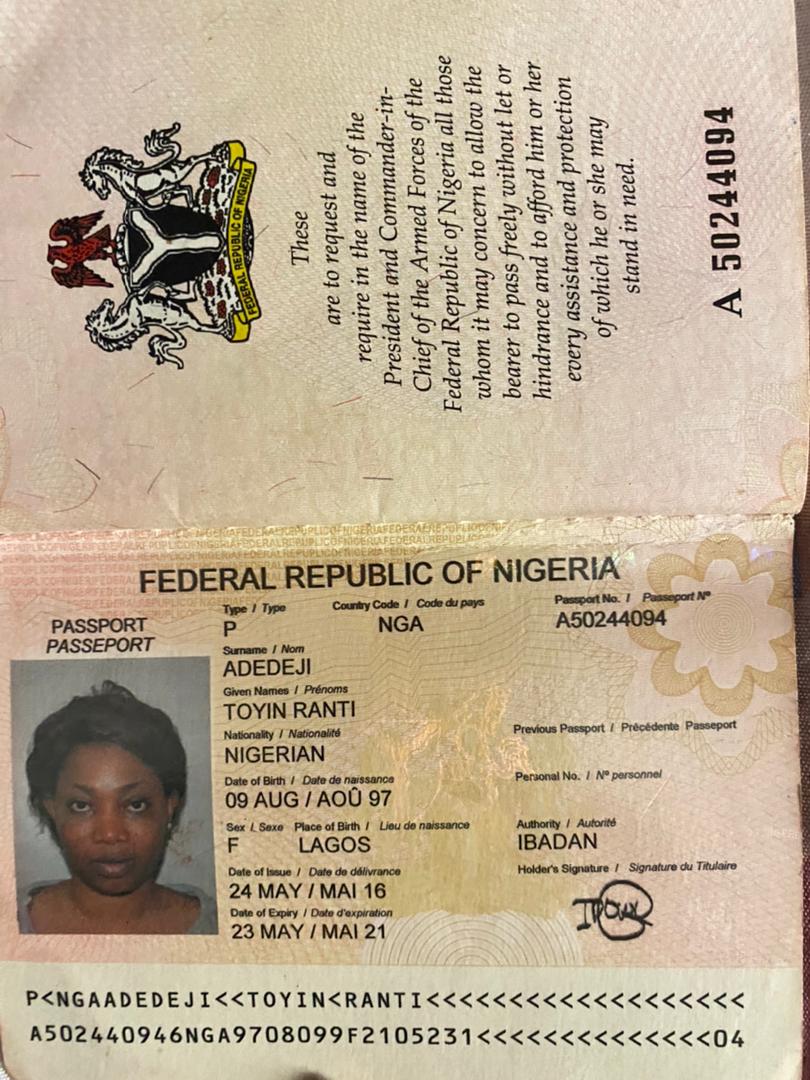 FEDERAL REPUBLIC OF NIGERIA
These
are to request and
require in the name of the
President and Commander-in-
Chief of the Armed Forces of the
Federal Republic of Nigeria all those
whom it may concern to allow the
bearer to pass freely without let or
hindrance and to afford him or her
every assistance and protection
of which he or she may
stand in need.
A 50244094
FEDERAL REPUBLIC OF NIGERIA
PASSPORT
PASSEPORT
Type / Type Country Code / Code du pays Passport No. / Passeport Nº
P NGA A50244094
Surname / Nom
ADEDEJI
Given Names / Prénoms
TOYIN RANTI
Nationality / Nationalité Previous Passport / Précédente Passeport
NIGERIAN
Date of Birth / Date de naissance Personal No. / Nº personnel
09 AUG / AOÛ 97
Sex / Sexe Place of Birth / Lieu de naissance Authority / Autorité
F LAGOS IBADAN
Date of Issue / Date de délivrance Holder's Signature / Signature du Titulaire
24 MAY / MAI 16
Date of Expiry / Date d'expiration
23 MAY / MAI 21
P<NGAADEDEJI<<TOYIN<RANTI<<<<<<<<<<<<<<<<<<<
A502440946NGA9708099F2105231<<<<<<<<<<<<<<04